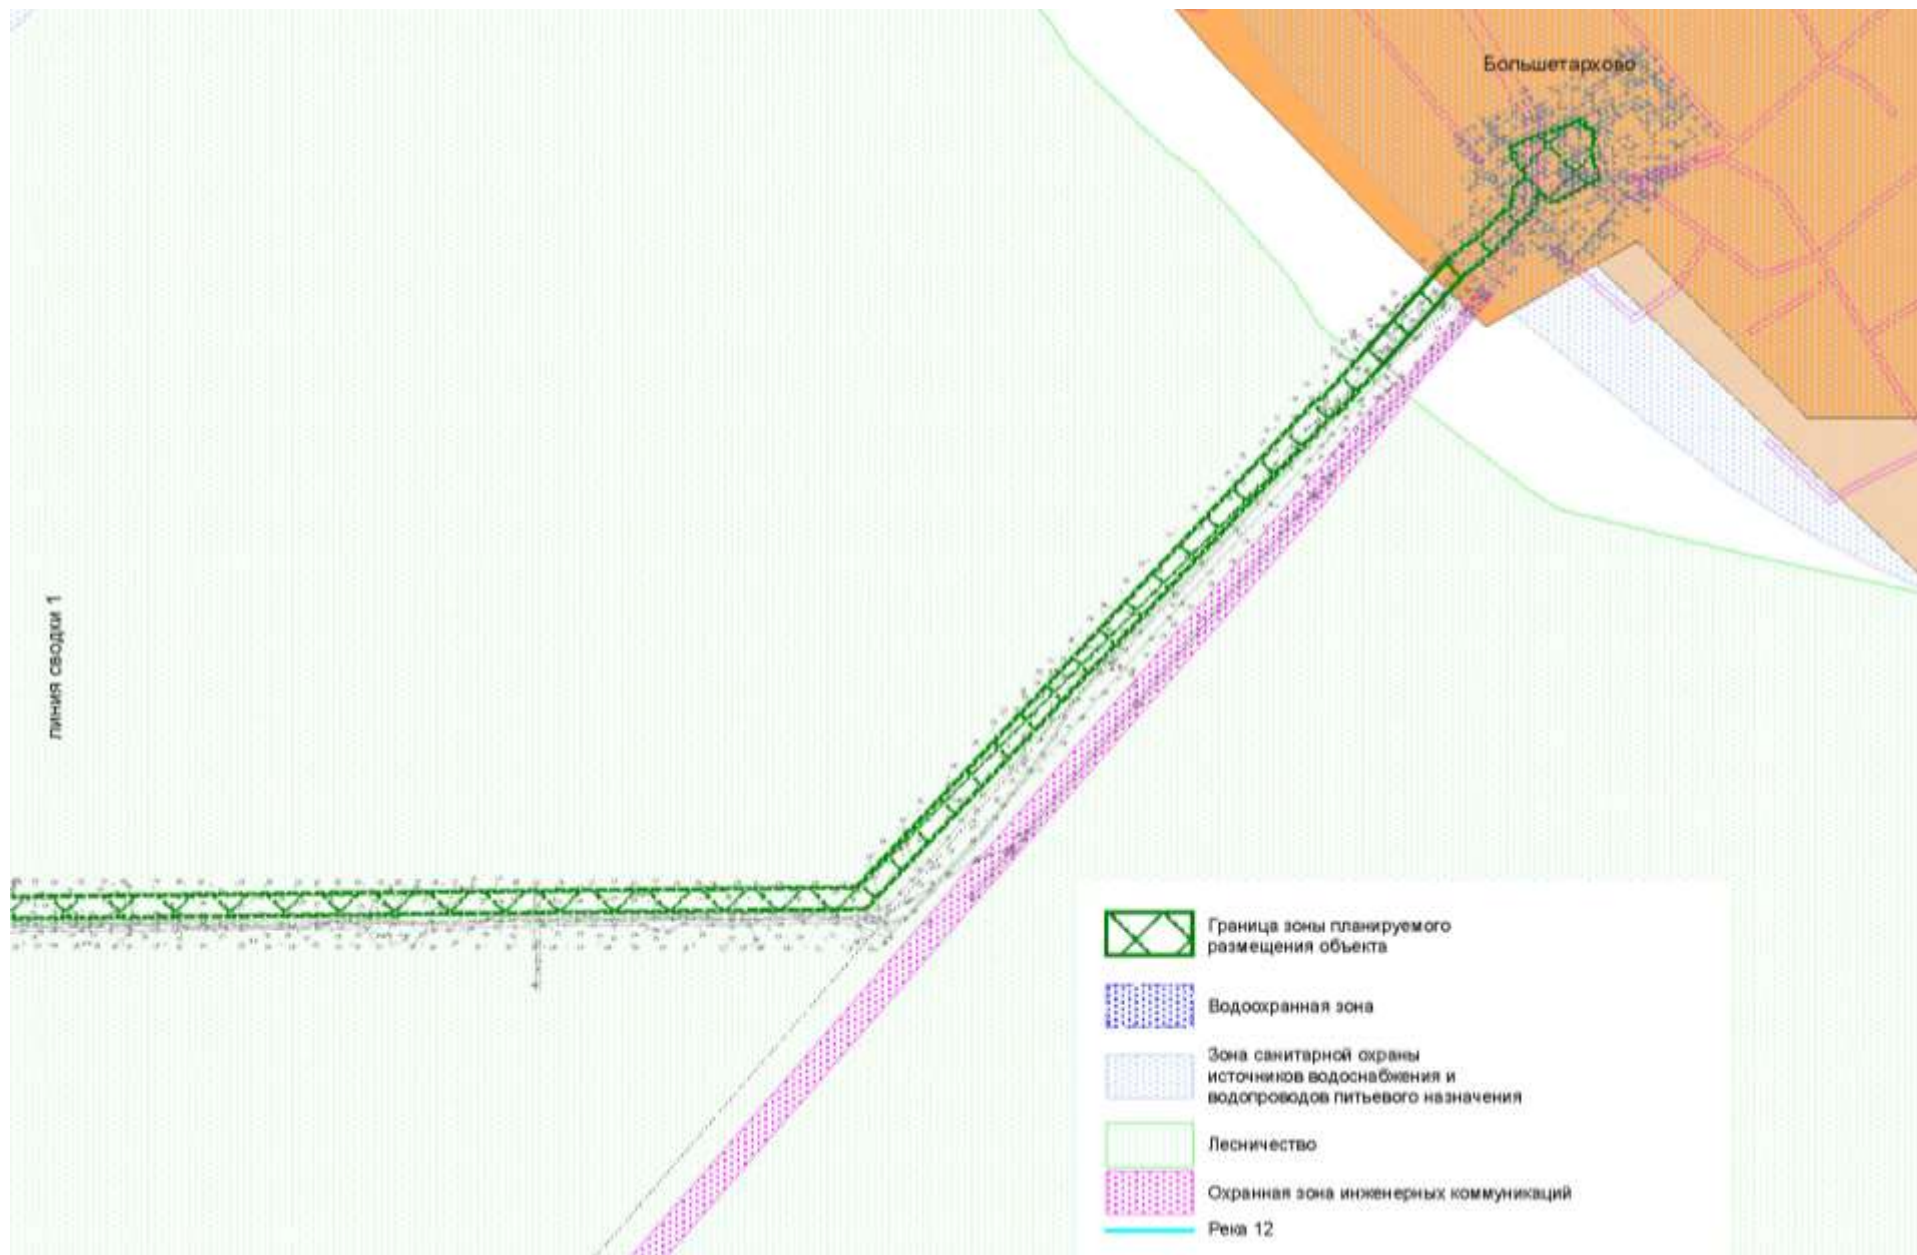 Большетархово
линия сводки 1
Граница зоны планируемого
размещения объекта
Водоохранная зона
Зона санитарной охраны
источников водоснабжения и
водопроводов питьевого назначения
Лесничество
Охранная зона инженерных коммуникаций
Река 12